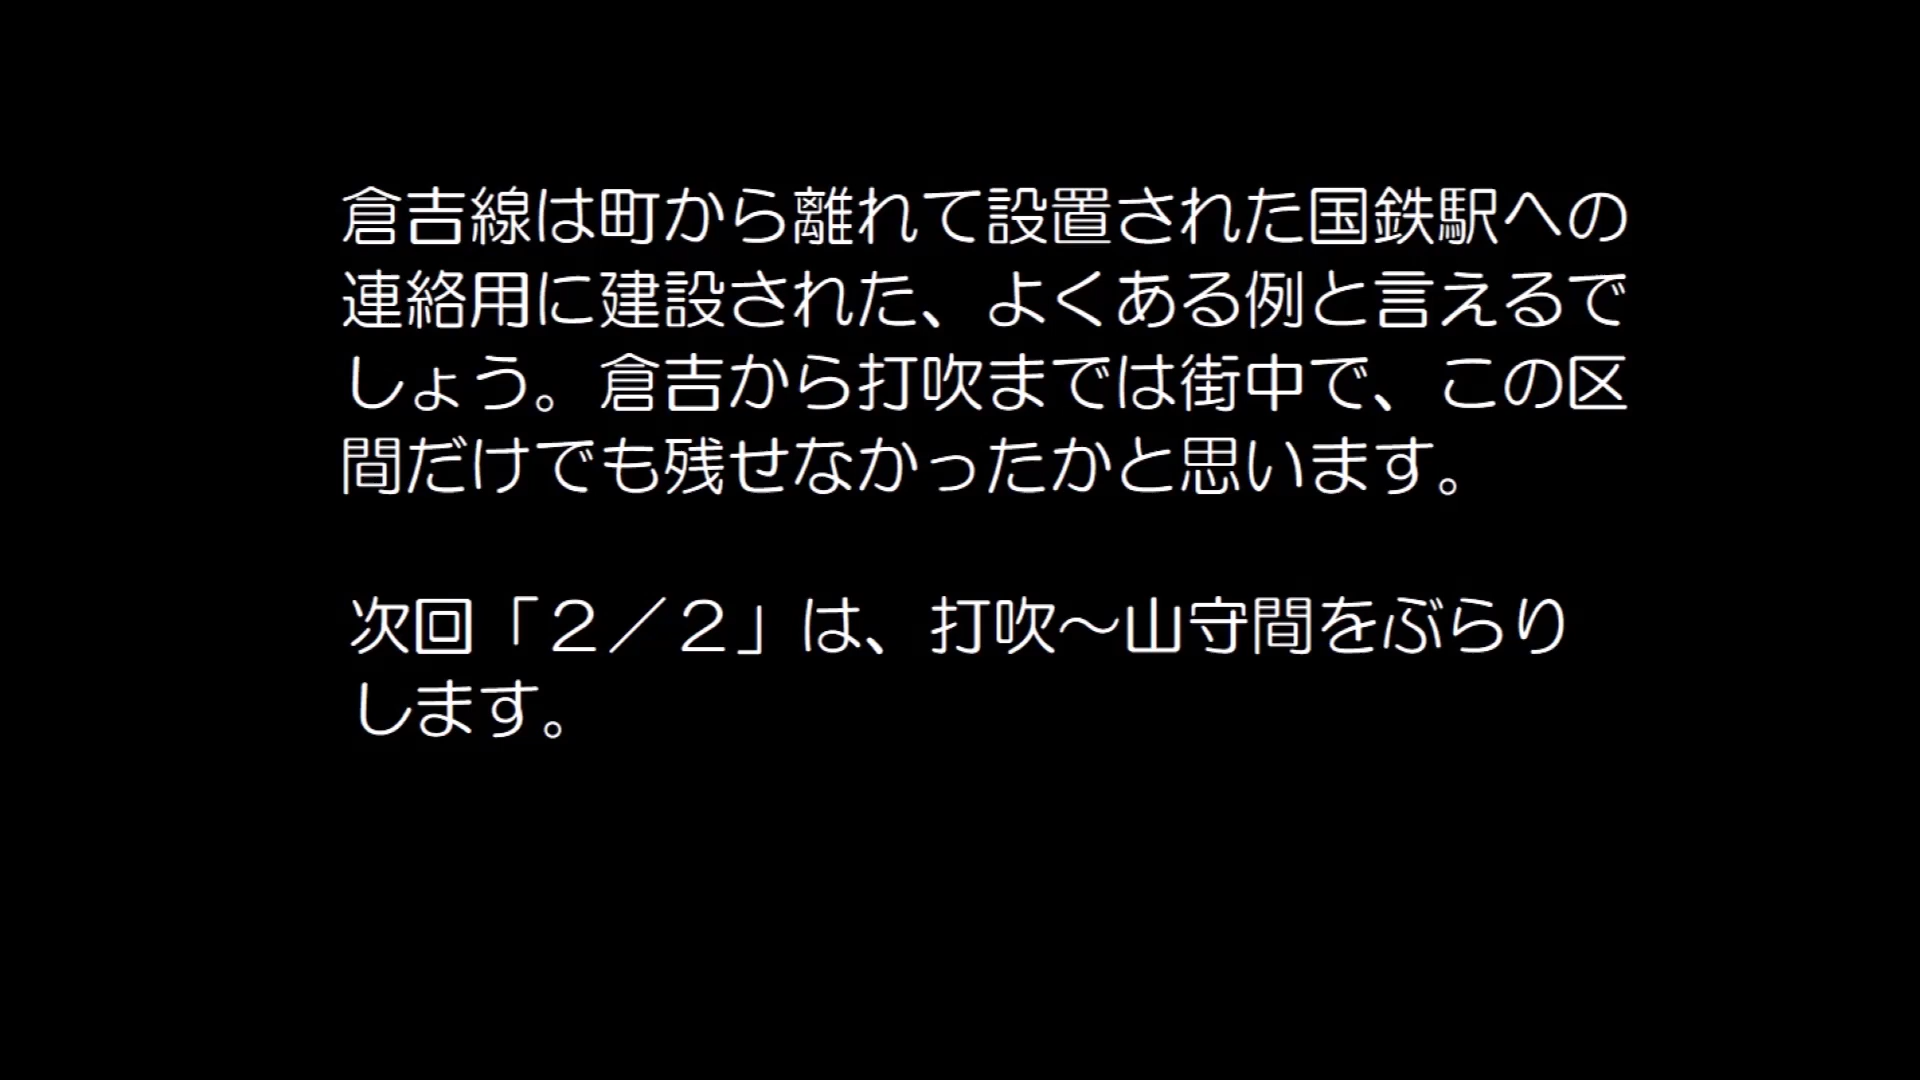 倉吉線は町から離れて設置された国鉄駅への
連絡用に建設された、よくある例と言えるで
しょう。倉吉から打吹までは街中で、この区
間だけでも残せなかったかと思います。
次回「２／２」は、打吹～山守間をぶらり
します。